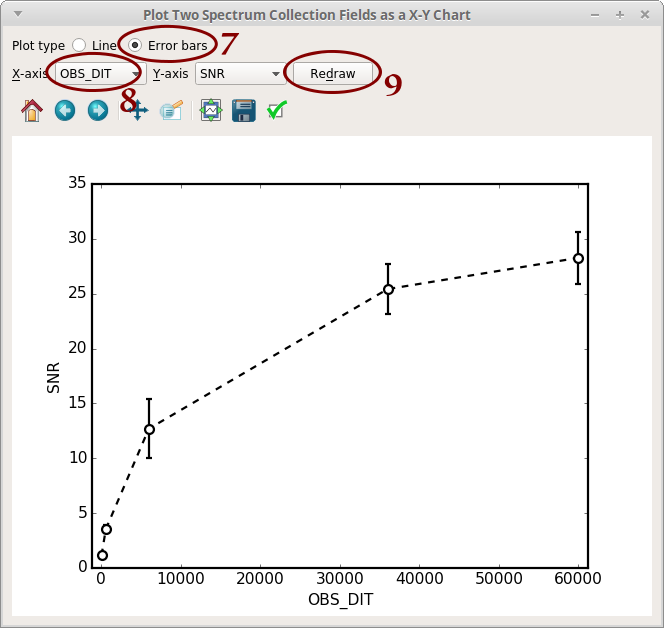 Plot Two Spectrum Collection Fields as a X-Y Chart
Plot type Line Error bars 7
X-axis OBS_DIT Y-axis SNR Redraw
8 9
35
30
25
20
15
10
5
0
SNR
0 10000 20000 30000 40000 50000 60000
OBS_DIT